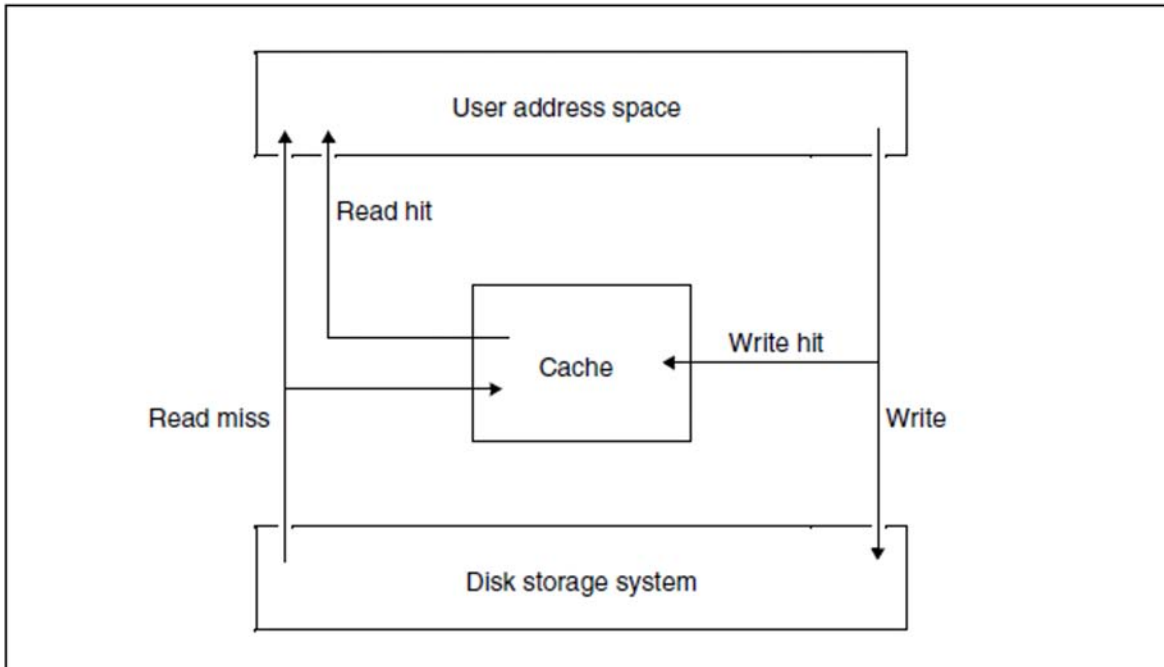 User address space
Read hit
Write hit
Cache
Read miss
Write
Disk storage system